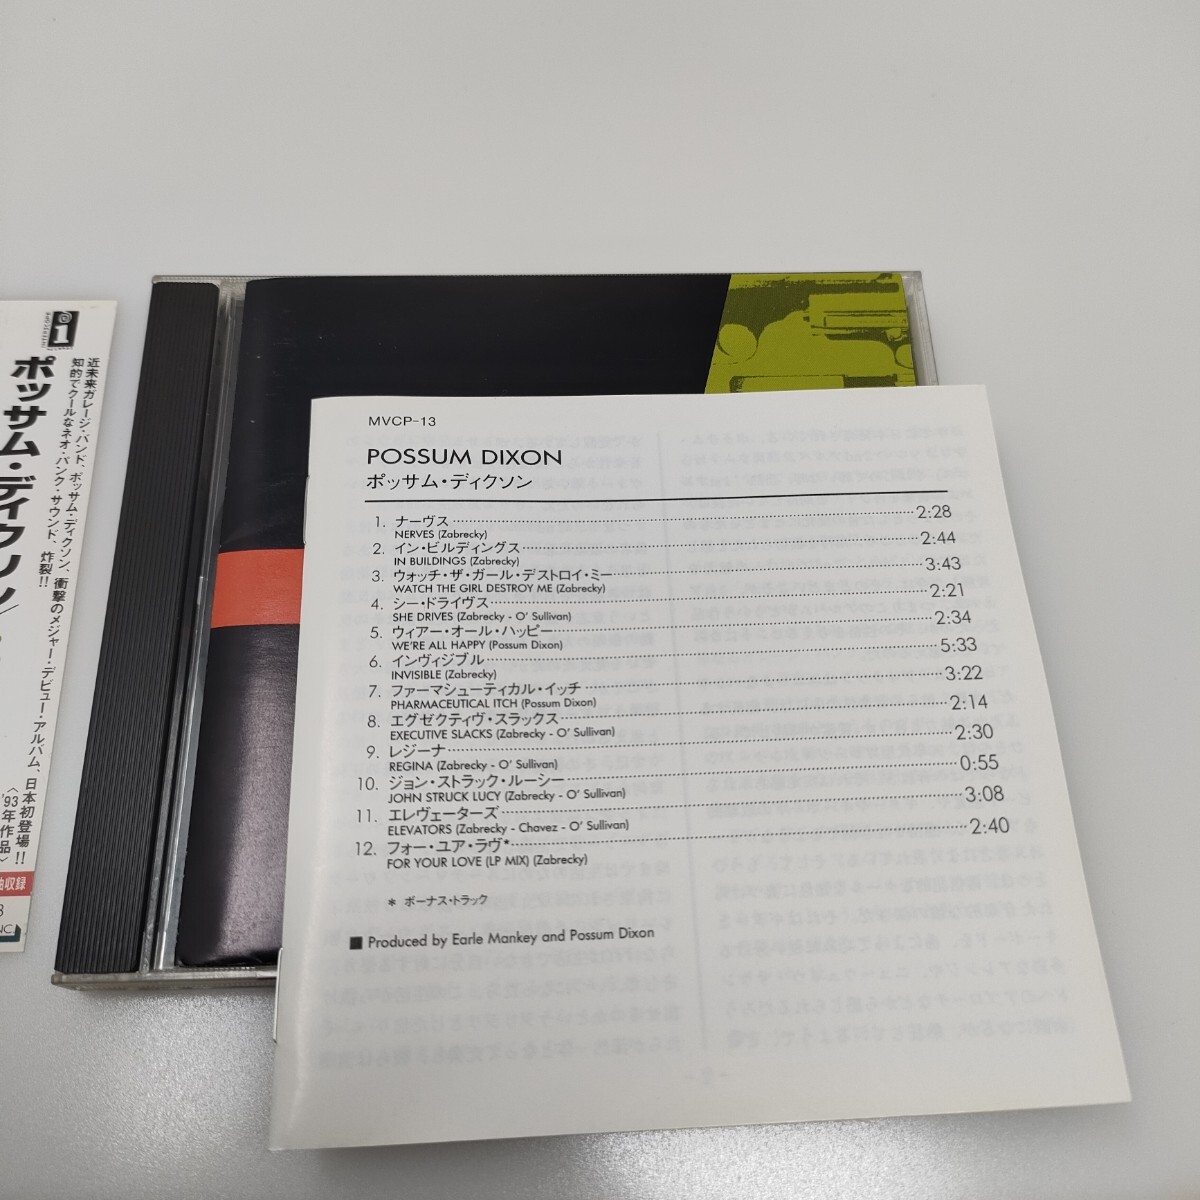 ポッサム・ディクソン/
近未来ガレージ・バンド、ポッサム・ディクソン、衝撃のメジャー・デビュー・アルバム、日本初登場!!
知的でクールなネオ・パンク・サウンド、炸裂!!
〈'93年作品〉
曲収録
3
INC.
MVCP-13
POSSUM DIXON
ポッサム・ディクソン
1. ナーヴス 2:28
NERVES (Zabrecky)
2. イン・ビルディングス 2:44
IN BUILDINGS (Zabrecky)
3. ウォッチ・ザ・ガール・デストロイ・ミー 3:43
WATCH THE GIRL DESTROY ME (Zabrecky)
4. シー・ドライヴス 2:21
SHE DRIVES (Zabrecky - O' Sullivan)
5. ウィアー・オール・ハッピー 2:34
WE'RE ALL HAPPY (Possum Dixon)
6. インヴィジブル 5:33
INVISIBLE (Zabrecky)
7. ファーマシューティカル・イッチ 3:22
PHARMACEUTICAL ITCH (Possum Dixon)
8. エグゼクティヴ・スラックス 2:14
EXECUTIVE SLACKS (Zabrecky - O' Sullivan)
9. レジーナ 2:30
REGINA (Zabrecky - O' Sullivan)
10. ジョン・ストラック・ルーシー 0:55
JOHN STRUCK LUCY (Zabrecky - O' Sullivan)
11. エレヴェーターズ 3:08
ELEVATORS (Zabrecky - Chavez - O' Sullivan)
12. フォー・ユア・ラヴ* 2:40
FOR YOUR LOVE (LP MIX) (Zabrecky)
* ボーナス・トラック
■ Produced by Earle Mankey and Possum Dixon